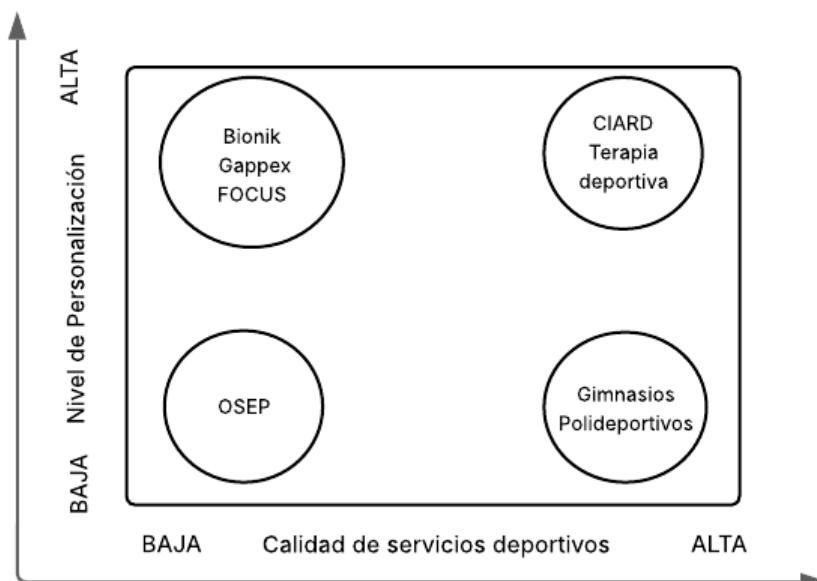 ALTA
Nivel de Personalización
BAJA
Bionik
Gappex
FOCUS
CIARD
Terapia
deportiva
OSEP
Gimnasios
Polideportivos
BAJA
Calidad de servicios deportivos
ALTA